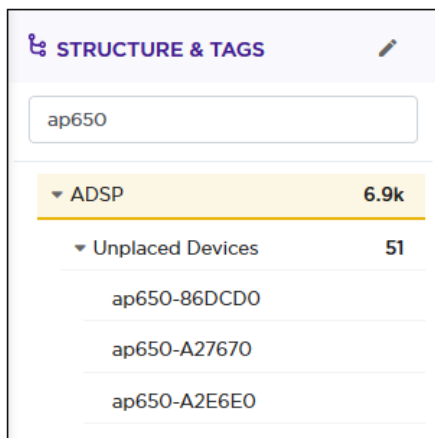 STRUCTURE & TAGS
ap650
ADSP 6.9k
Unplaced Devices 51
ap650-86DCD0
ap650-A27670
ap650-A2E6E0